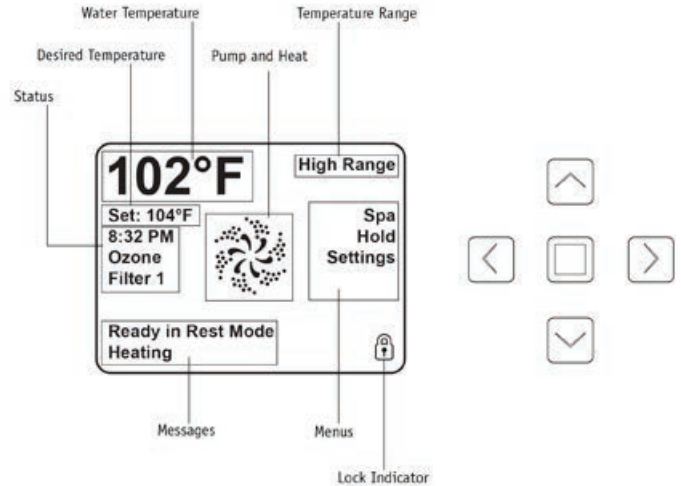 Water Temperature
Temperature Range
Desired Temperature
Pump and Heat
Status
102°F
High Range
Set: 104°F
8:32 PM
Ozone
Filter 1
Spa
Hold
Settings
Ready in Rest Mode
Heating
Messages
Menus
Lock Indicator